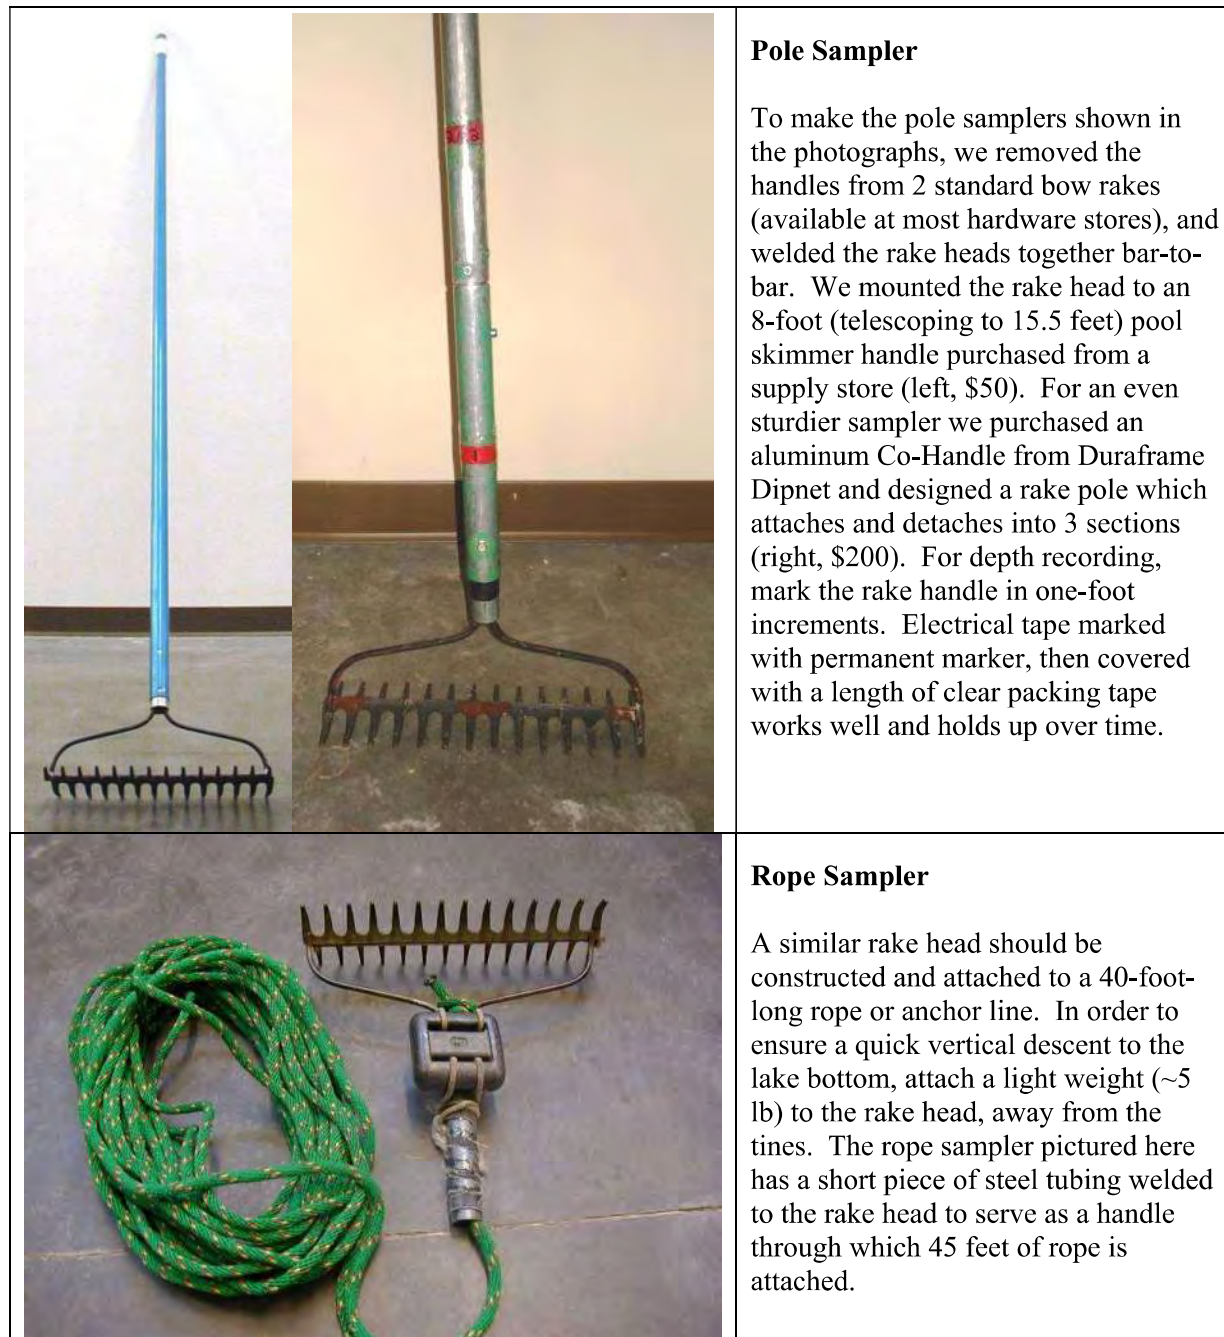 Pole Sampler
To make the pole samplers shown in
the photographs, we removed the
handles from 2 standard bow rakes
(available at most hardware stores), and
welded the rake heads together bar-to-
bar.  We mounted the rake head to an
8-foot (telescoping to 15.5 feet) pool
skimmer handle purchased from a
supply store (left, $50).  For an even
sturdier sampler we purchased an
aluminum Co-Handle from Duraframe
Dipnet and designed a rake pole which
attaches and detaches into 3 sections
(right, $200).  For depth recording,
mark the rake handle in one-foot
increments.  Electrical tape marked
with permanent marker, then covered
with a length of clear packing tape
works well and holds up over time.
Rope Sampler
A similar rake head should be
constructed and attached to a 40-foot-
long rope or anchor line.  In order to
ensure a quick vertical descent to the
lake bottom, attach a light weight (~5
lb) to the rake head, away from the
tines.  The rope sampler pictured here
has a short piece of steel tubing welded
to the rake head to serve as a handle
through which 45 feet of rope is
attached.